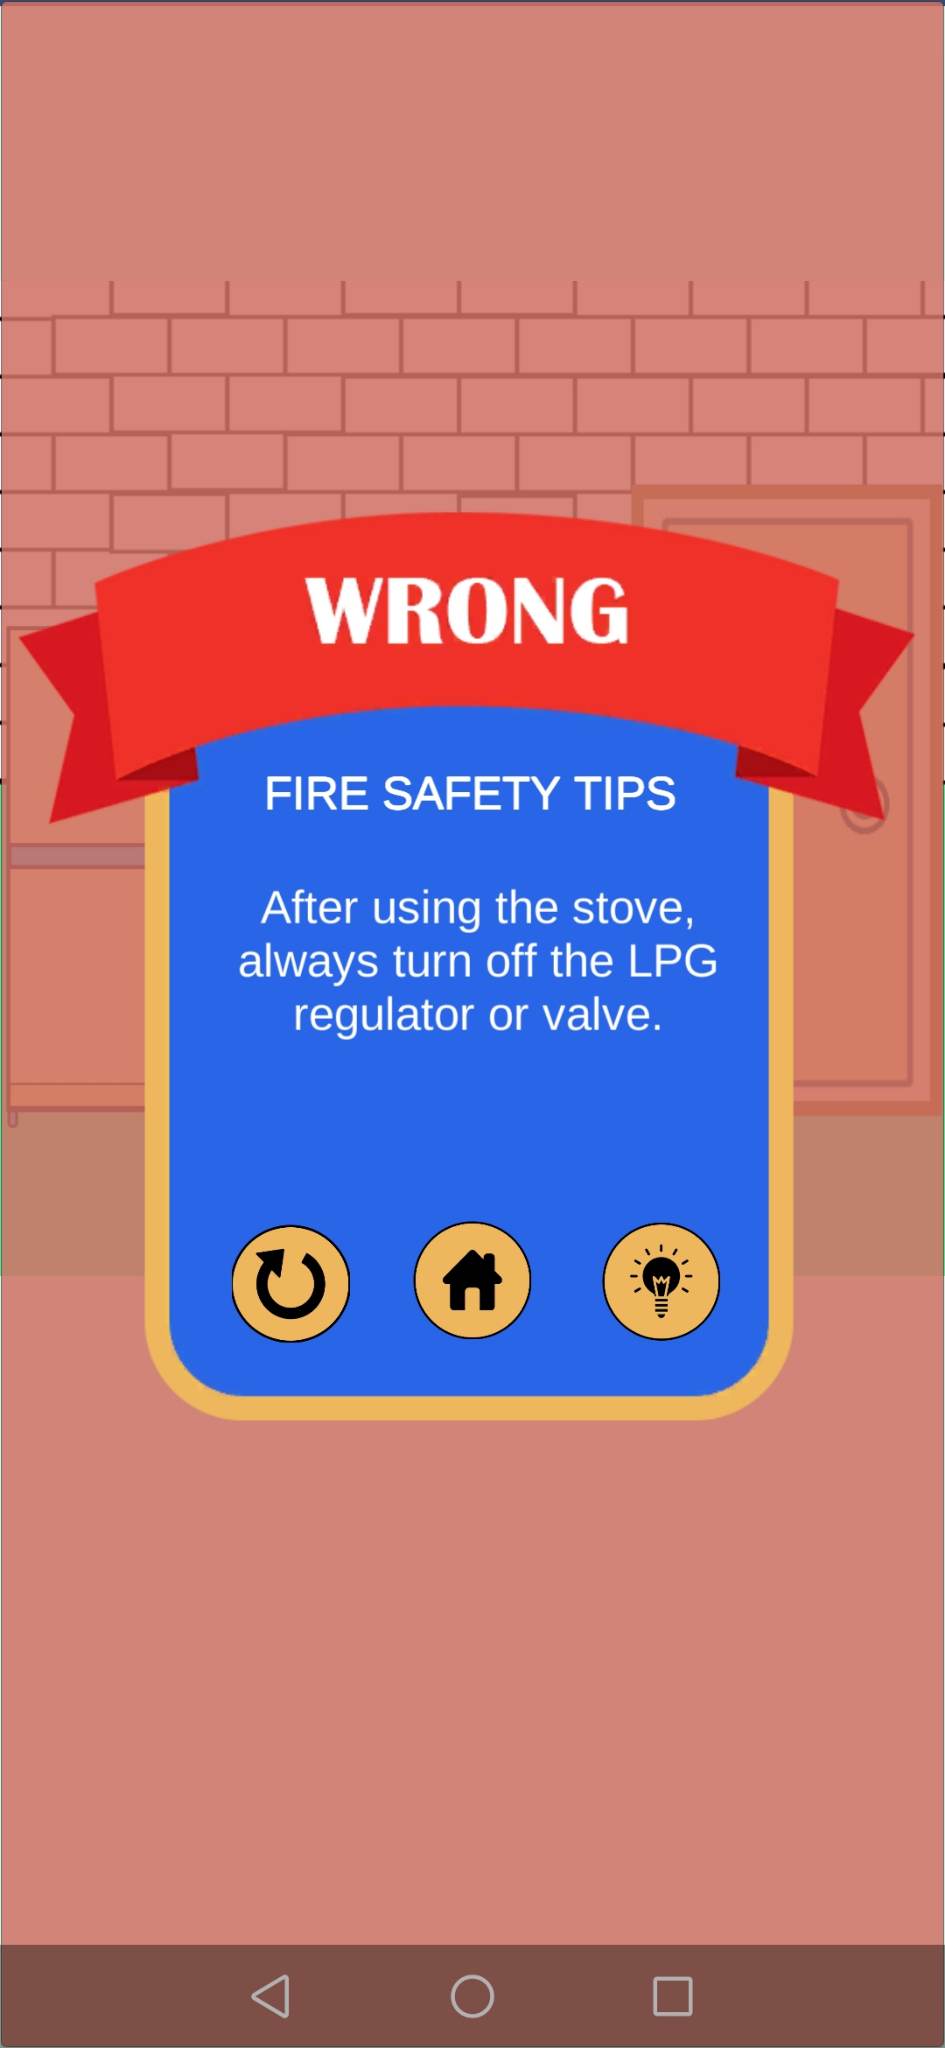 WRONG
FIRE SAFETY TIPS
After using the stove,
always turn off the LPG
regulator or valve.